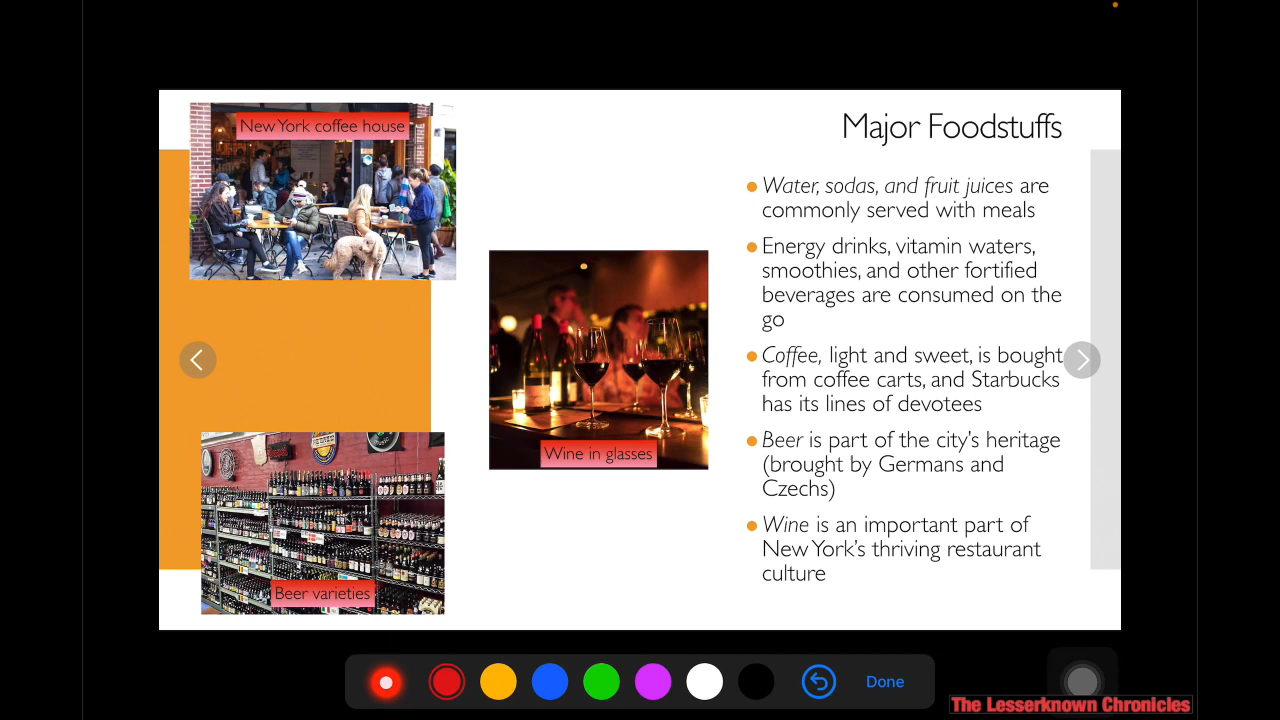 New York coffee house
Major Foodstuffs
Water, sodas, and fruit juices are
commonly served with meals
Energy drinks, vitamin waters,
smoothies, and other fortified
beverages are consumed on the
go
Coffee, light and sweet, is bought
from coffee carts, and Starbucks
has its lines of devotees
Beer is part of the city's heritage
(brought by Germans and
Czechs)
Wine is an important part of
New York's thriving restaurant
culture
Wine in glasses
Beer varieties
Done
The Lesserknown Chronicles